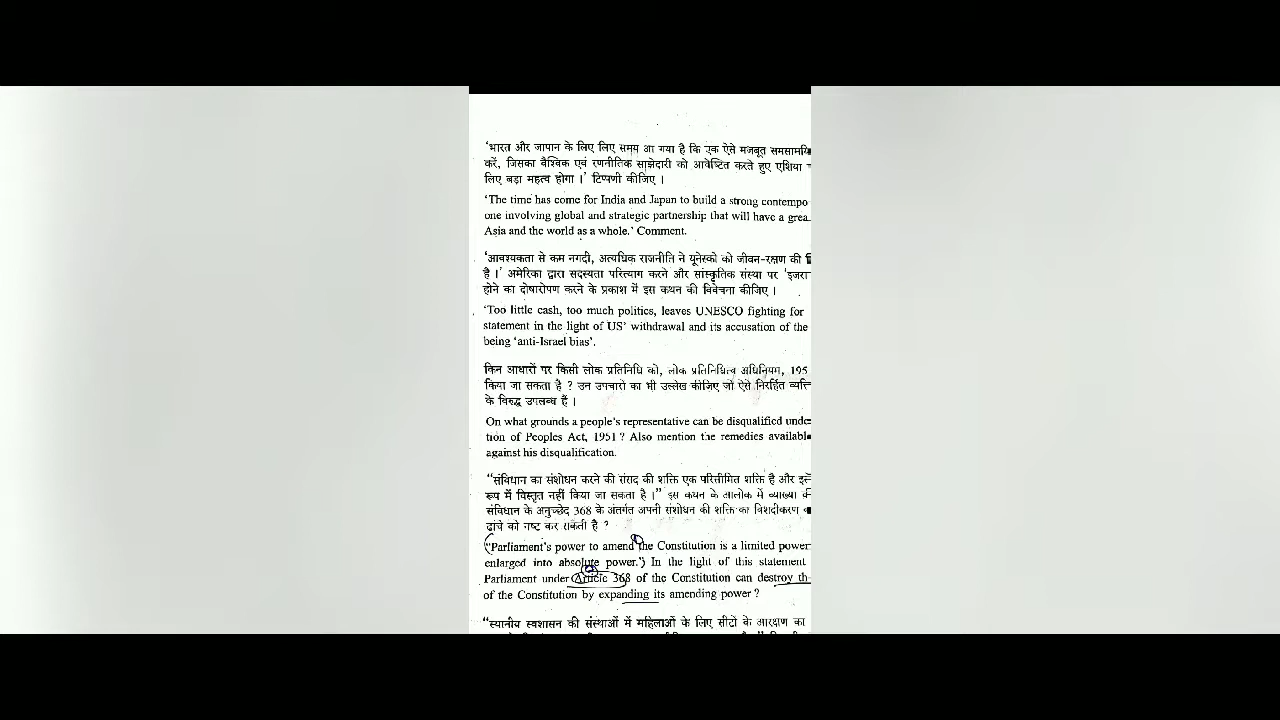 'भारत और जापान के लिए लिए समय आ गया है कि एक ऐसे मजबूत
करें, जिसका वैश्विक एवं रणनीतिक साझेदारी को आवेष्टित करते हुए एशिया
लिए बड़ा महत्व होगा ।' टिप्पणी कीजिए ।
'The time has come for India and Japan to build a strong contempo
one involving global and strategic partnership that will have a grea
Asia and the world as a whole.' Comment.
'आवश्यकता से कम नगदी, अत्यधिक राजनीति ने यूनेस्को को जीवन-रक्षण की
है ।' अमेरिका द्वारा सदस्यता परित्याग करने और सांस्कृतिक संस्था पर 'इजरा
होने का दोषारोपण करने के प्रकाश में इस कथन की विवेचना कीजिए ।
'Too little cash, too much politics, leaves UNESCO fighting for
statement in the light of US' withdrawal and its accusation of the
being 'anti-Israel bias'.
किन आधारों पर किसी लोक प्रतिनिधि को, लोक प्रतिनिधित्व अधिनियम, 195
किया जा सकता है ? उन उपचारों का भी उल्लेख कीजिए जो ऐसे निरर्हित
के विरुद्ध उपलब्ध हैं ।
On what grounds a people's representative can be disqualified unde
tion of Peoples Act, 1951 ? Also mention the remedies availabl
against his disqualification.
"संविधान का संशोधन करने की संसद की शक्ति एक परिसीमित शक्ति है और
रूप में विस्तृत नहीं किया जा सकता है ।" इस कथन के आलोक में व्याख्या
संविधान के अनुच्छेद 368 के अंतर्गत अपनी संशोधन की शक्ति का विशदीकरण
ढांचे को नष्ट कर सकती है ?
"Parliament's power to amend the Constitution is a limited power
enlarged into absolute power." In the light of this statement
Parliament under Article 368 of the Constitution can destroy th
of the Constitution by expanding its amending power ?
"स्थानीय स्वशासन की संस्थाओं में महिलाओं के लिए सीटों के आरक्षण का